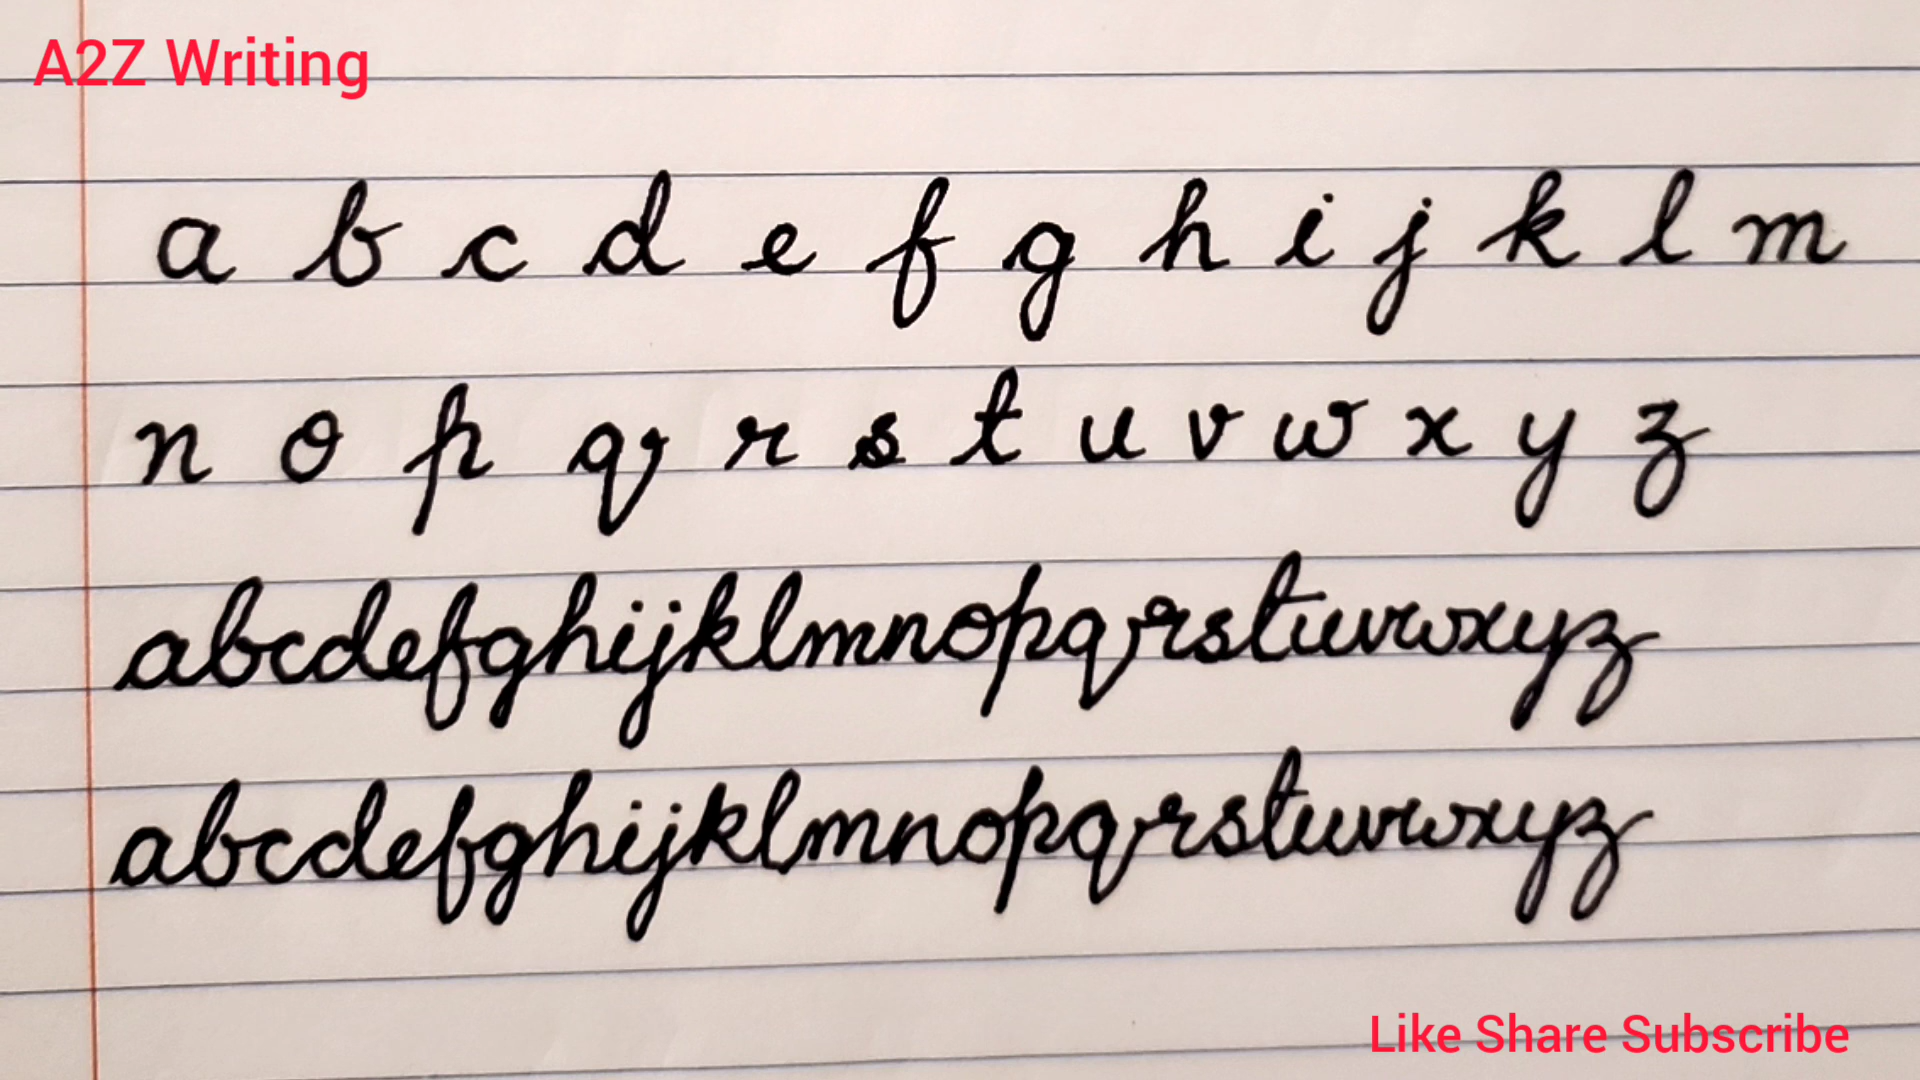 A2Z Writing
a b c d e f g h i j k l m
n o p q r s t u v w x y z
abcdefghijklmnopqrstuvwxyz
abcdefghijklmnopqrstuvwxyz
Like Share Subscribe